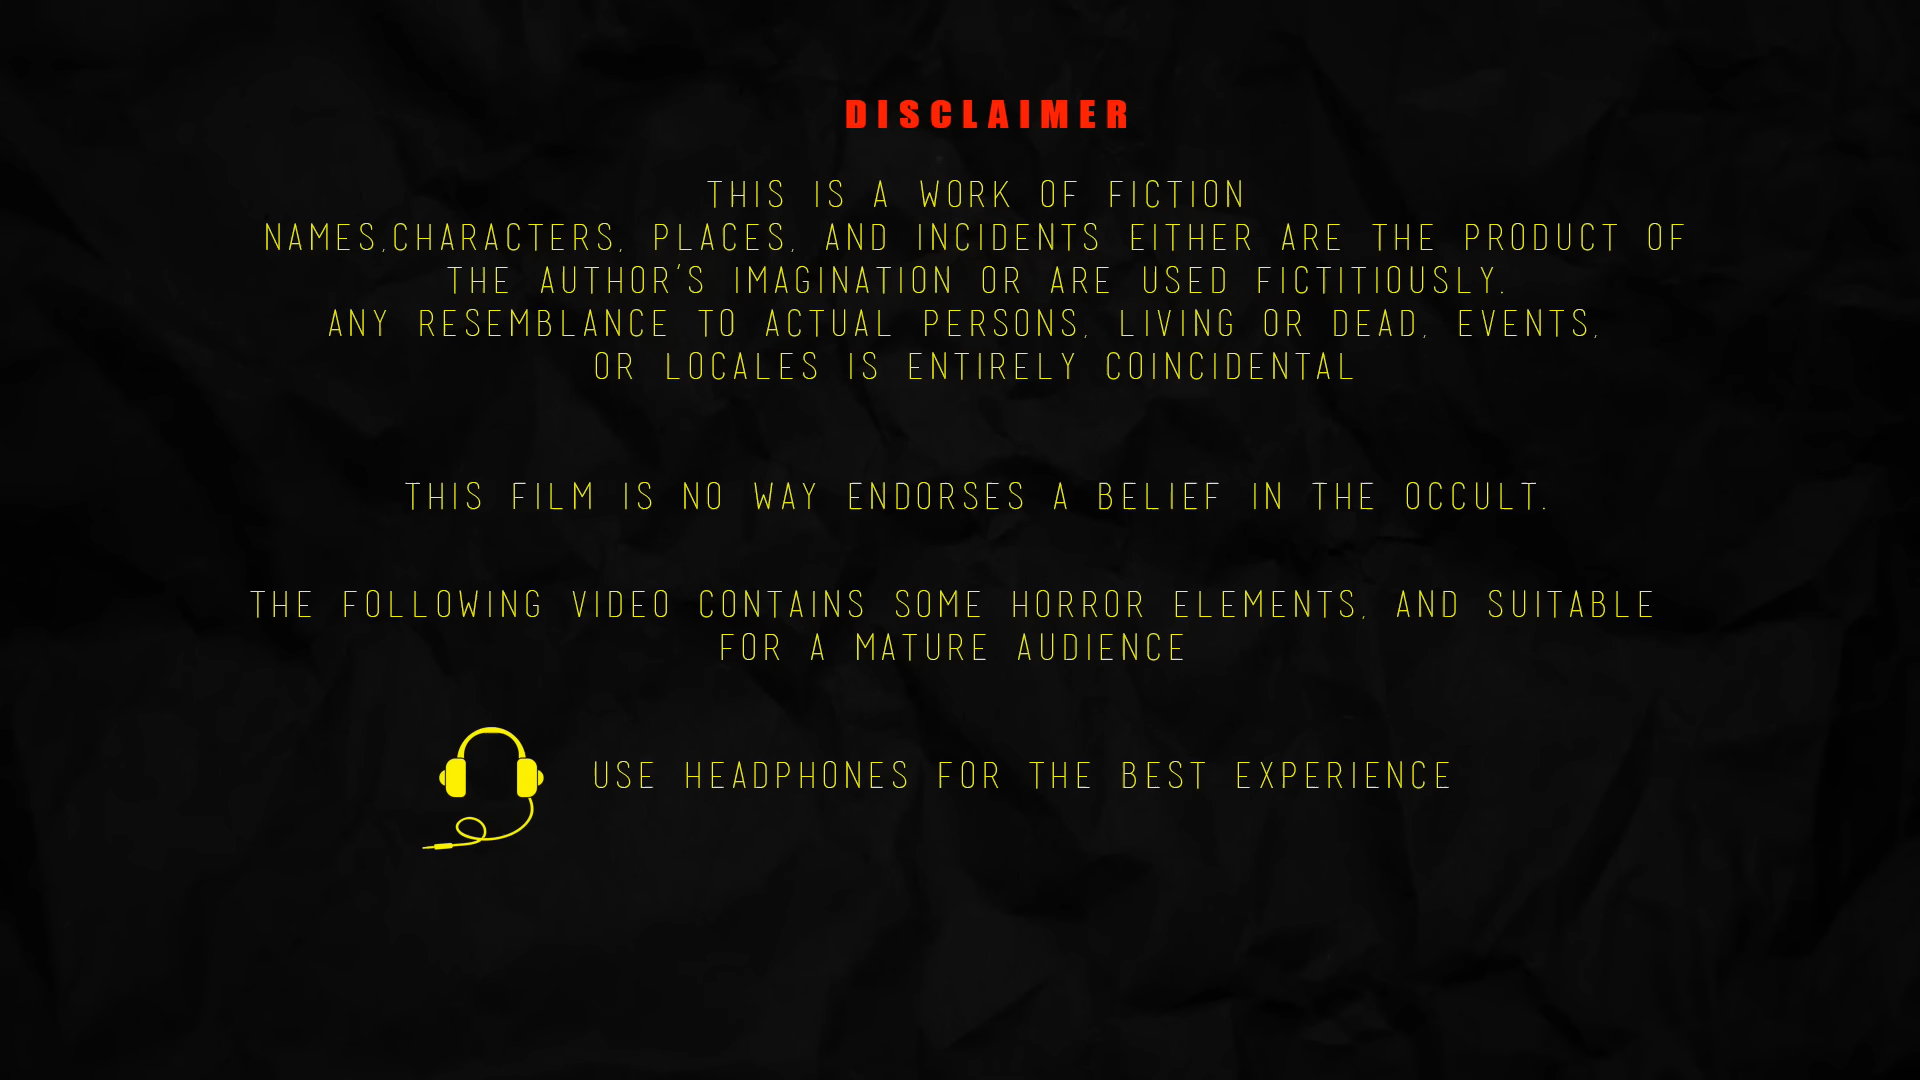 DISCLAIMER
THIS IS A WORK OF FICTION
NAMES,CHARACTERS, PLACES, AND INCIDENTS EITHER ARE THE PRODUCT OF
THE AUTHOR'S IMAGINATION OR ARE USED FICTITIOUSLY.
ANY RESEMBLANCE TO ACTUAL PERSONS, LIVING OR DEAD, EVENTS,
OR LOCALES IS ENTIRELY COINCIDENTAL
THIS FILM IS NO WAY ENDORSES A BELIEF IN THE OCCULT.
THE FOLLOWING VIDEO CONTAINS SOME HORROR ELEMENTS, AND SUITABLE
FOR A MATURE AUDIENCE
USE HEADPHONES FOR THE BEST EXPERIENCE